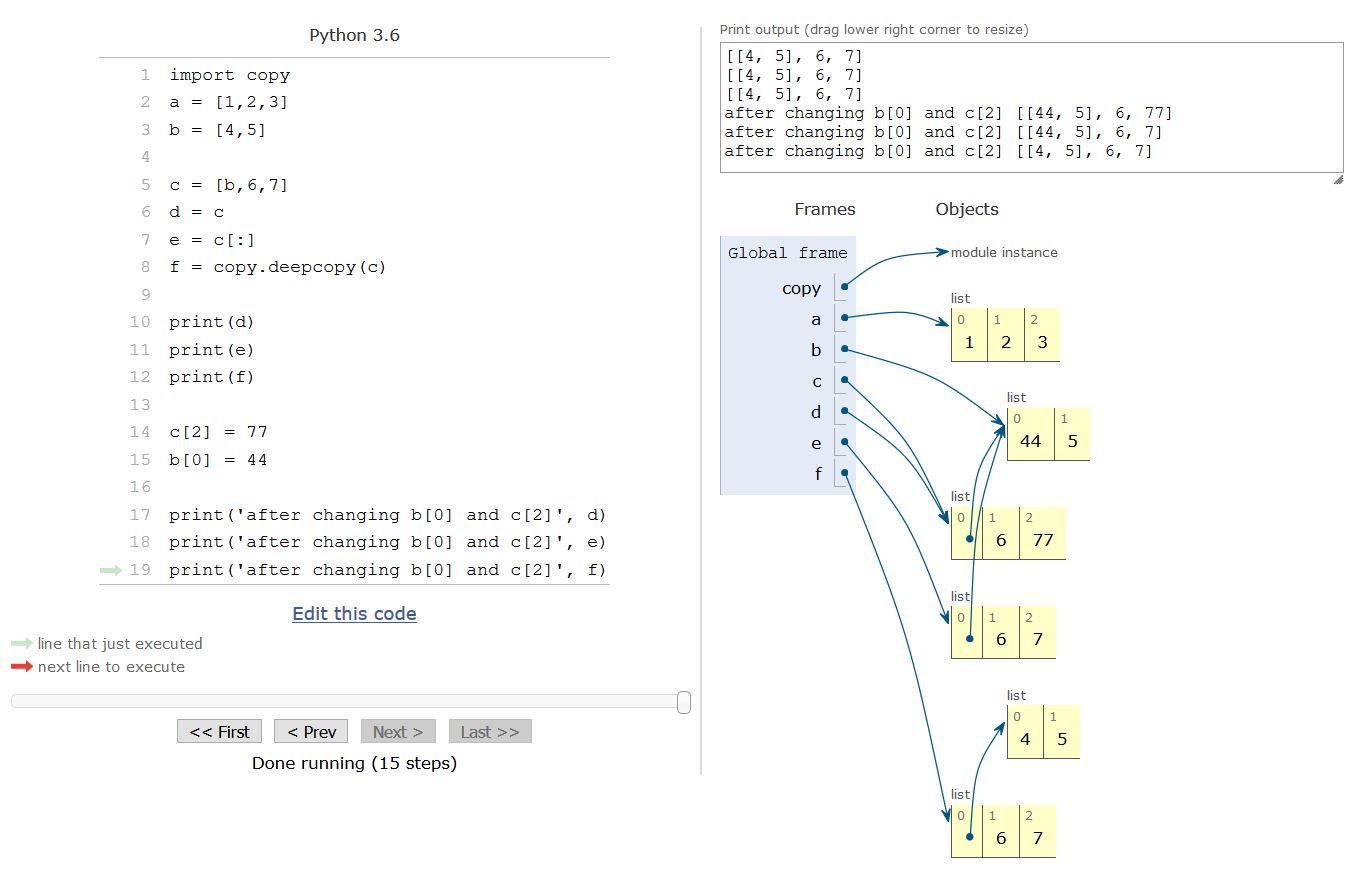 Python 3.6
1 import copy
2 a = [1,2,3]
3 b = [4,5]
4
5 c = [b,6,7]
6 d = c
7 e = c[:]
8 f = copy.deepcopy(c)
9
10 print(d)
11 print(e)
12 print(f)
13
14 c[2] = 77
15 b[0] = 44
16
17 print('after changing b[0] and c[2]', d)
18 print('after changing b[0] and c[2]', e)
19 print('after changing b[0] and c[2]', f)
Edit this code
line that just executed
next line to execute
<< First < Prev Next > Last >>
Done running (15 steps)
Print output (drag lower right corner to resize)
[[4, 5], 6, 7]
[[4, 5], 6, 7]
[[4, 5], 6, 7]
after changing b[0] and c[2] [[44, 5], 6, 77]
after changing b[0] and c[2] [[44, 5], 6, 7]
after changing b[0] and c[2] [[4, 5], 6, 7]
Frames Objects
Global frame
copy
a
b
c
d
e
f
module instance
list
0 1 2
1 2 3
list
0 1
44 5
list
0 1 2
6 77
list
0 1 2
6 7
list
0 1
4 5
list
0 1 2
6 7